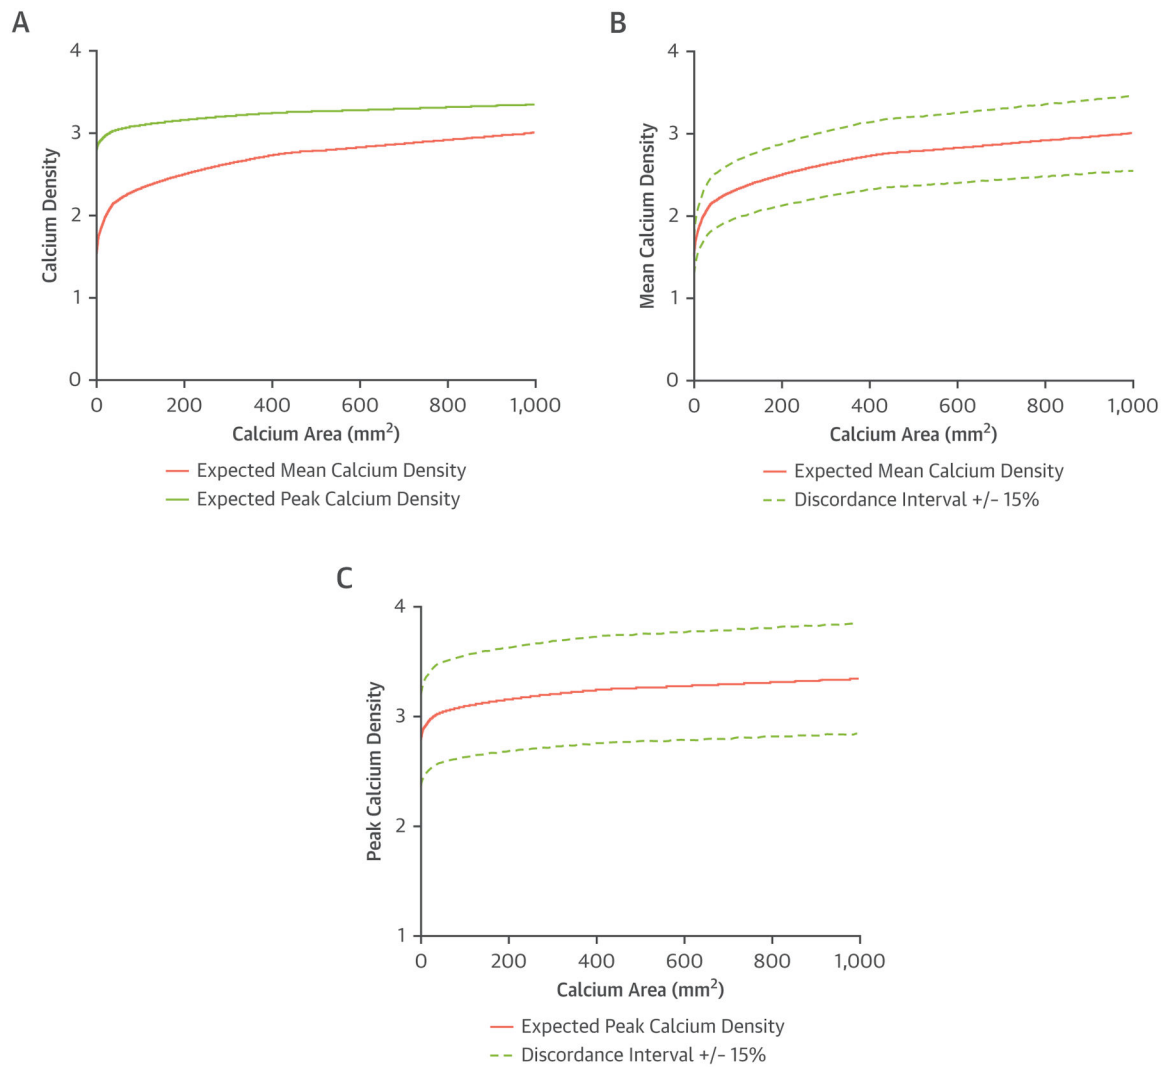 A
4
3
2
1
0
Calcium Density
0 200 400 600 800 1,000
Calcium Area (mm²)
Expected Mean Calcium Density
Expected Peak Calcium Density
B
4
3
2
1
0
Mean Calcium Density
0 200 400 600 800 1,000
Calcium Area (mm²)
Expected Mean Calcium Density
Discordance Interval +/- 15%
C
4
3
2
1
Peak Calcium Density
0 200 400 600 800 1,000
Calcium Area (mm²)
Expected Peak Calcium Density
Discordance Interval +/- 15%